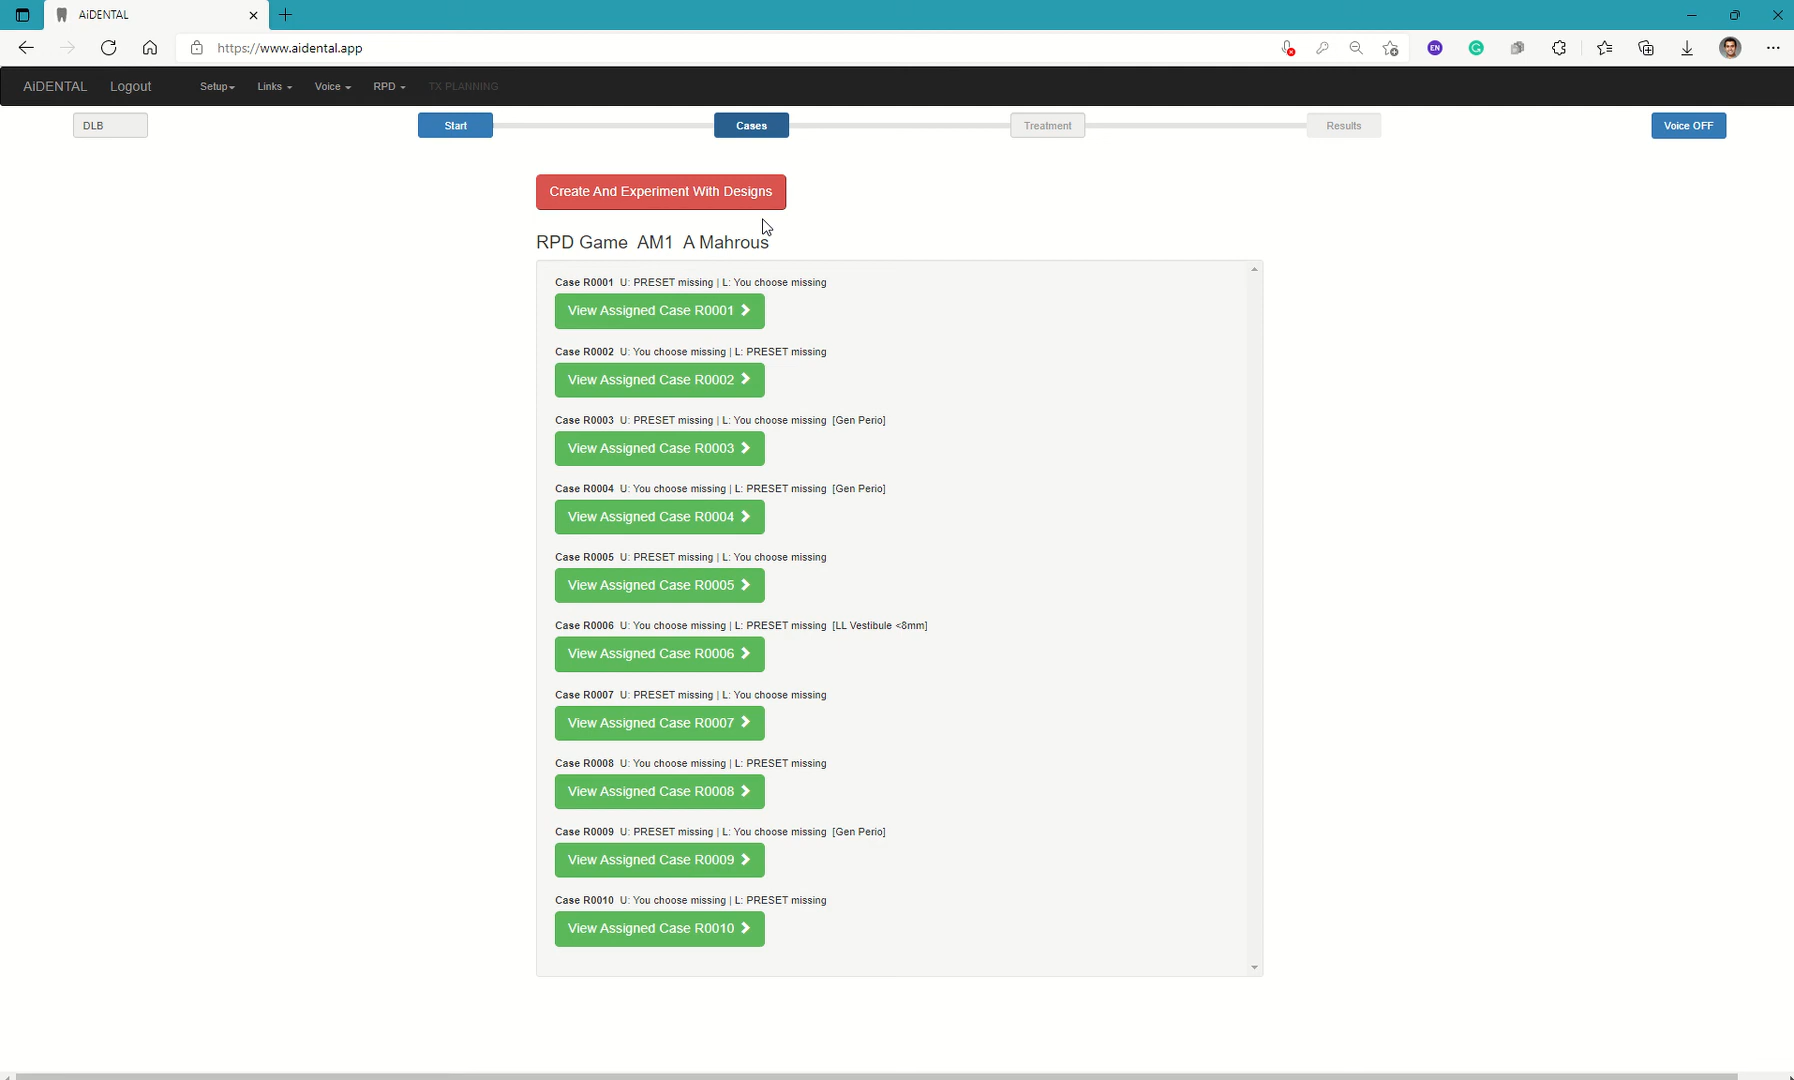 AiDENTAL
https://www.aidental.app
EN
AiDENTAL Logout Setup Links Voice RPD TX PLANNING
DLB Start Cases Treatment Results Voice OFF
Create And Experiment With Designs
RPD Game AM1 A Mahrous
Case R0001 U: PRESET missing | L: You choose missing
View Assigned Case R0001
Case R0002 U: You choose missing | L: PRESET missing
View Assigned Case R0002
Case R0003 U: PRESET missing | L: You choose missing [Gen Perio]
View Assigned Case R0003
Case R0004 U: You choose missing | L: PRESET missing [Gen Perio]
View Assigned Case R0004
Case R0005 U: PRESET missing | L: You choose missing
View Assigned Case R0005
Case R0006 U: You choose missing | L: PRESET missing [LL Vestibule <8mm]
View Assigned Case R0006
Case R0007 U: PRESET missing | L: You choose missing
View Assigned Case R0007
Case R0008 U: You choose missing | L: PRESET missing
View Assigned Case R0008
Case R0009 U: PRESET missing | L: You choose missing [Gen Perio]
View Assigned Case R0009
Case R0010 U: You choose missing | L: PRESET missing
View Assigned Case R0010